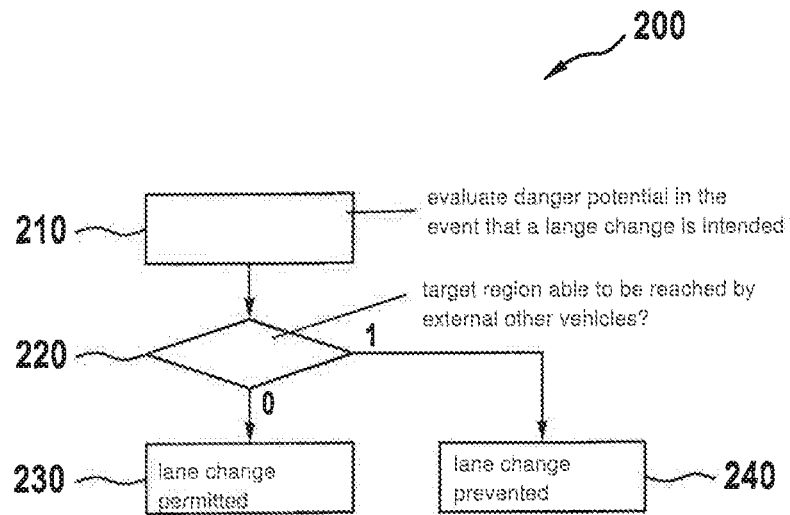 200
210
evaluate danger potential in the
event that a lange change is intended
target region able to be reached by
external other vehicles?
220
1
0
230
lane change
permitted
lane change
prevented
240